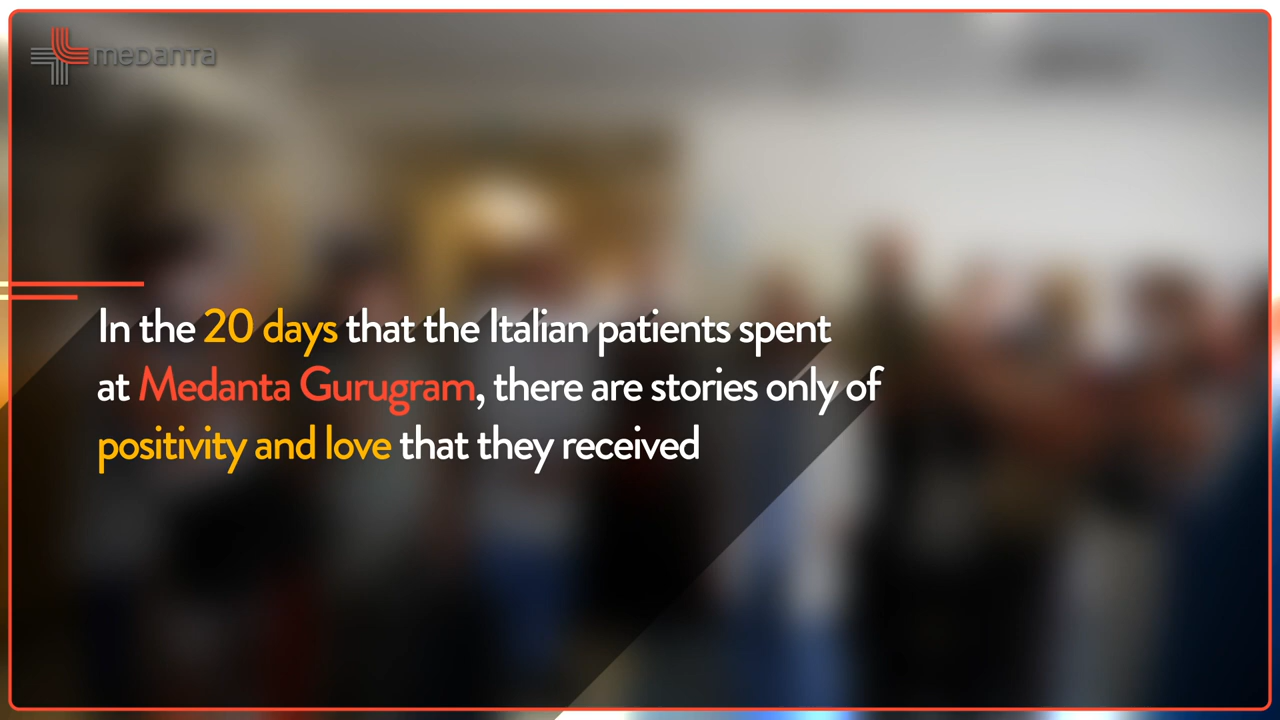 medanta
In the 20 days that the Italian patients spent
at Medanta Gurugram, there are stories only of
positivity and love that they received